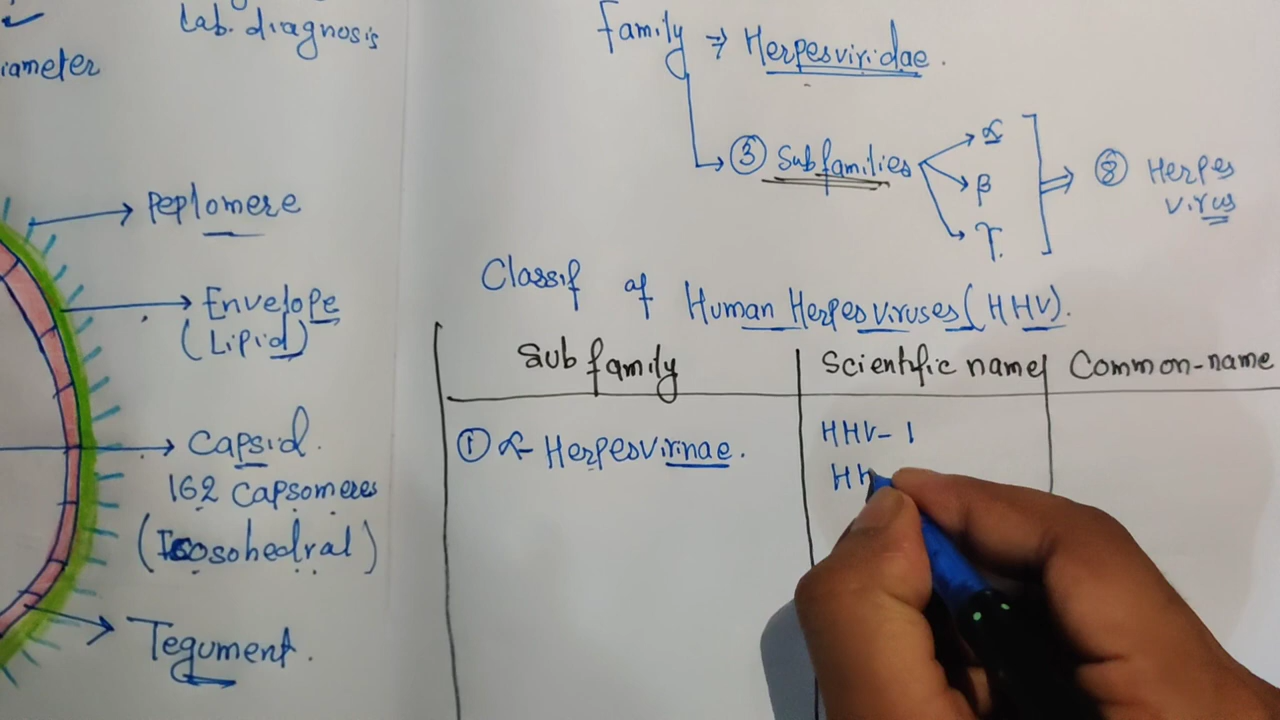 Lab. diagnosis
iameter
Peplomere
Envelope
(Lipid)
Capsid.
162 Capsomeres
(Icosohedral)
Tegument.
Family ⇒ Herpesviridae.
③ Subfamilies
α
β
γ.
⑧ Herpes
virus
Classif of Human Herpesviruses (HHV).
Subfamily Scientific name Common-name
① α- Herpesvirinae. HHV- 1
HH